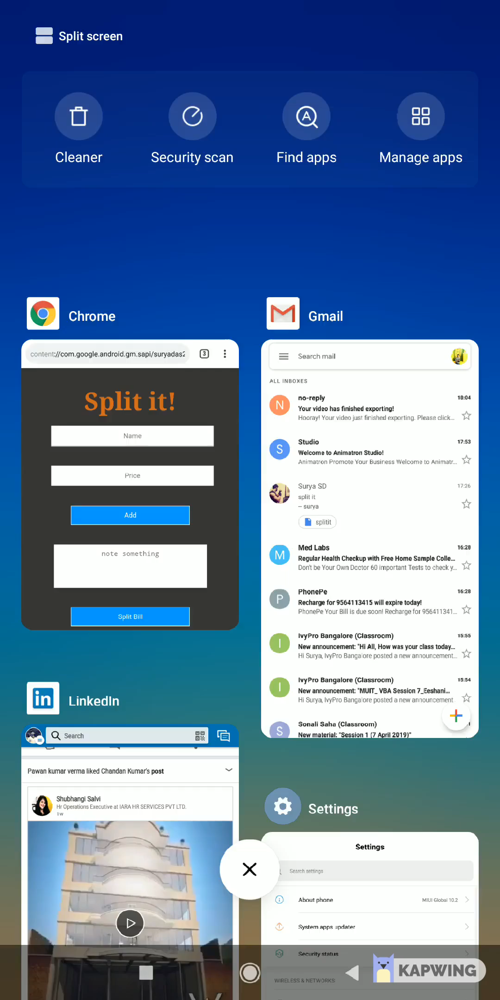 Split screen
Cleaner
Security scan
Find apps
Manage apps
Chrome
content://com.google.android.gm.sapi/suryadas2
3
Split it!
Name
Price
Add
note something
Split Bill
Gmail
Search mail
ALL INBOXES
N
no-reply
18:04
Your video has finished exporting!
Hooray! Your video just finished exporting. Please click...
S
Studio
17:53
Welcome to Animatron Studio!
Animatron Promote Your Business Welcome to Animatr...
Surya SD
17:26
split it
-- surya
splitit
M
Med Labs
16:28
Regular Health Checkup with Free Home Sample Colle...
Don't be Your Own Doctor 60 important Tests to check y...
P
PhonePe
16:28
Recharge for 9564113415 will expire today!
PhonePe Your Bill is due soon! Recharge for 956411341...
I
IvyPro Bangalore (Classroom)
15:55
New announcement: "Hi All, How was your class today...
Hi Surya, IvyPro Bangalore posted a new announcement...
I
IvyPro Bangalore (Classroom)
15:54
New announcement: "MUIT_ VBA Session 7_Eeshani...
Hi Surya, IvyPro Bangalore posted a new announcement
S
Sonali Saha (Classroom)
New material: "Session 1 (7 April 2019)"
in
LinkedIn
Search
Pawan kumar verma liked Chandan Kumar's post
Shubhangi Salvi
Hr Operations Executive at IARA HR SERVICES PVT LTD.
1w
Settings
Settings
Search settings
About phone
MIUI Global 10.2
System apps updater
Security status
WIRELESS & NETWORKS
KAPWING